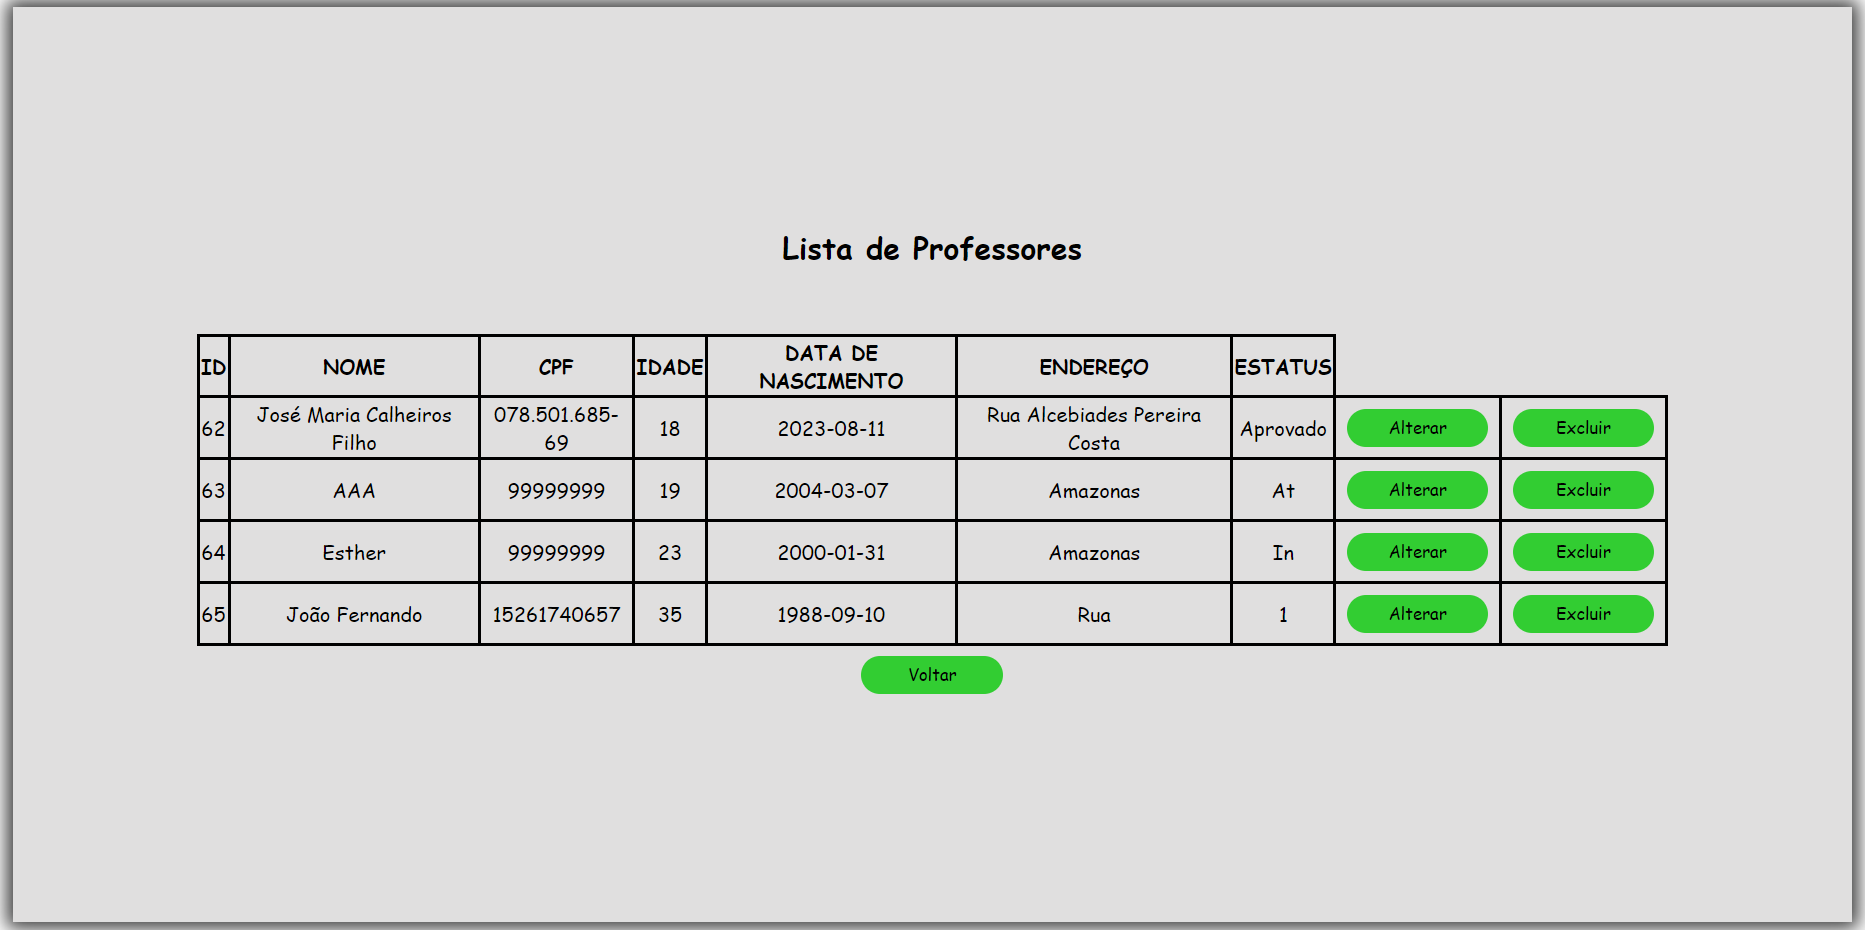 Lista de Professores
ID NOME CPF IDADE DATA DE NASCIMENTO ENDEREÇO ESTATUS
62 José Maria Calheiros Filho 078.501.685-69 18 2023-08-11 Rua Alcebiades Pereira Costa Aprovado Alterar Excluir
63 AAA 99999999 19 2004-03-07 Amazonas At Alterar Excluir
64 Esther 99999999 23 2000-01-31 Amazonas In Alterar Excluir
65 João Fernando 15261740657 35 1988-09-10 Rua 1 Alterar Excluir
Voltar